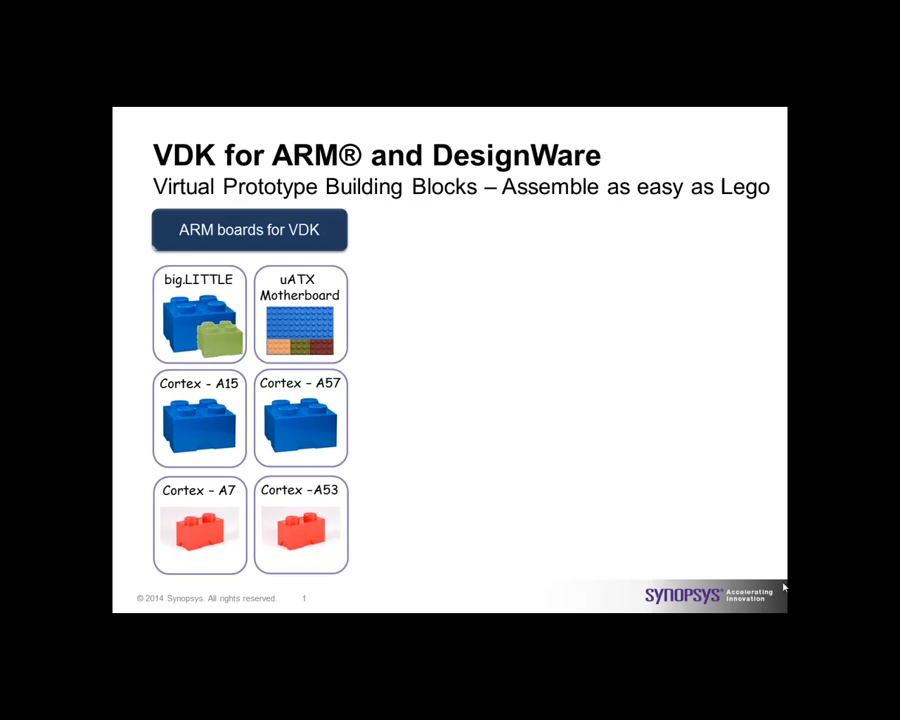 VDK for ARM® and DesignWare
Virtual Prototype Building Blocks – Assemble as easy as Lego
ARM boards for VDK
big.LITTLE
uATX
Motherboard
Cortex - A15
Cortex - A57
Cortex - A7
Cortex -A53
© 2014 Synopsys. All rights reserved.
1
SYNOPSYS®
Accelerating
Innovation